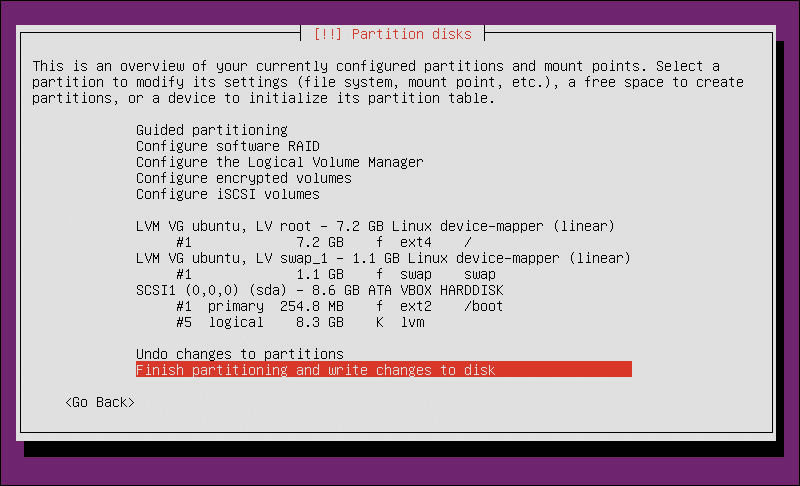 [!!] Partition disks
This is an overview of your currently configured partitions and mount points. Select a
partition to modify its settings (file system, mount point, etc.), a free space to create
partitions, or a device to initialize its partition table.
Guided partitioning
Configure software RAID
Configure the Logical Volume Manager
Configure encrypted volumes
Configure iSCSI volumes
LVM VG ubuntu, LV root - 7.2 GB Linux device-mapper (linear)
#1 7.2 GB f ext4 /
LVM VG ubuntu, LV swap_1 - 1.1 GB Linux device-mapper (linear)
#1 1.1 GB f swap swap
SCSI1 (0,0,0) (sda) - 8.6 GB ATA VBOX HARDDISK
#1 primary 254.8 MB f ext2 /boot
#5 logical 8.3 GB K lvm
Undo changes to partitions
Finish partitioning and write changes to disk
<Go Back>